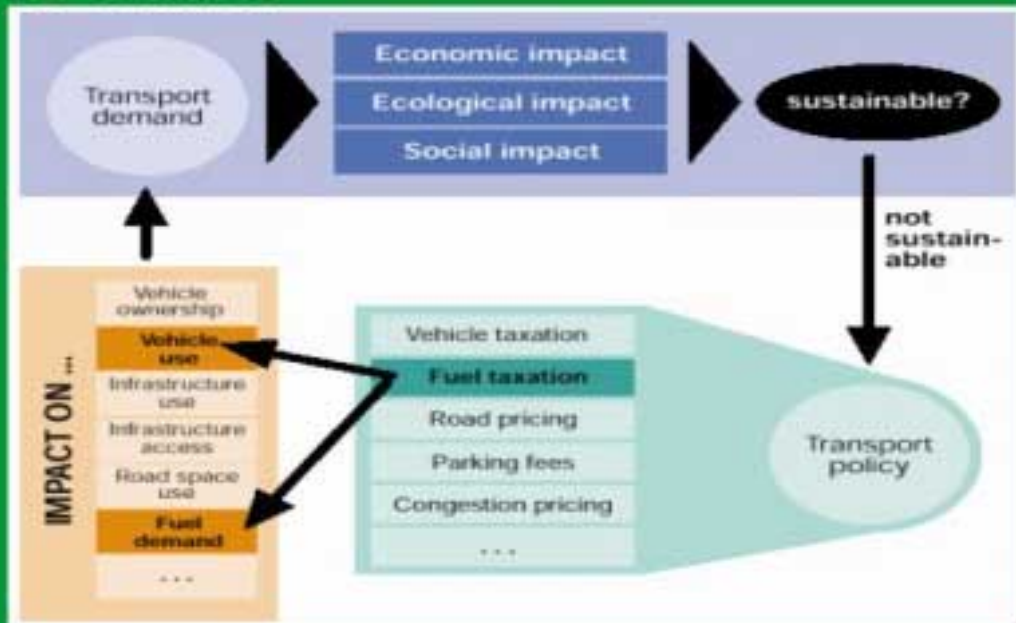 Transport
demand
Economic impact
Ecological impact
Social impact
sustainable?
not
sustain-
able
IMPACT ON ...
Vehicle
ownership
Vehicle
use
Infrastructure
use
Infrastructure
access
Road space
use
Fuel
demand
...
Vehicle taxation
Fuel taxation
Road pricing
Parking fees
Congestion pricing
...
Transport
policy